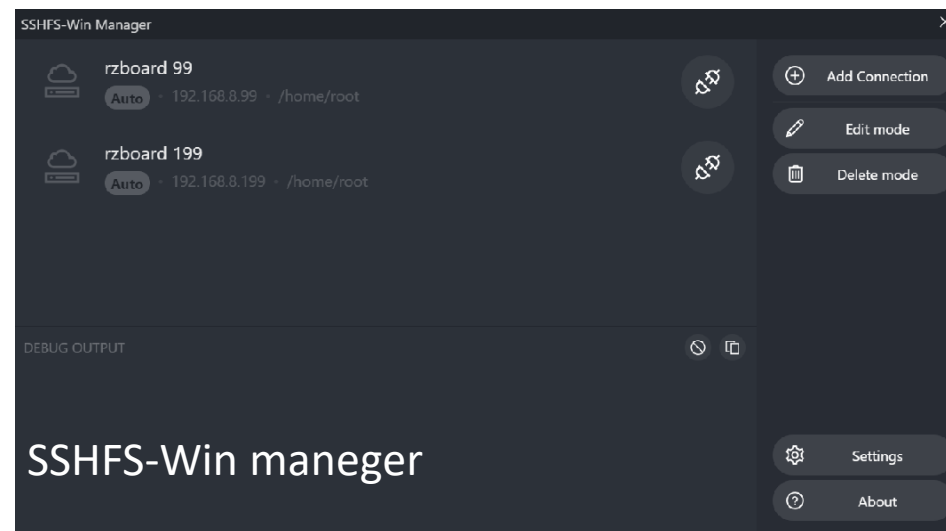 SSHFS-Win Manager
rzboard 99
Auto · 192.168.8.99 · /home/root
rzboard 199
Auto · 192.168.8.199 · /home/root
Add Connection
Edit mode
Delete mode
DEBUG OUTPUT
SSHFS-Win maneger
Settings
About